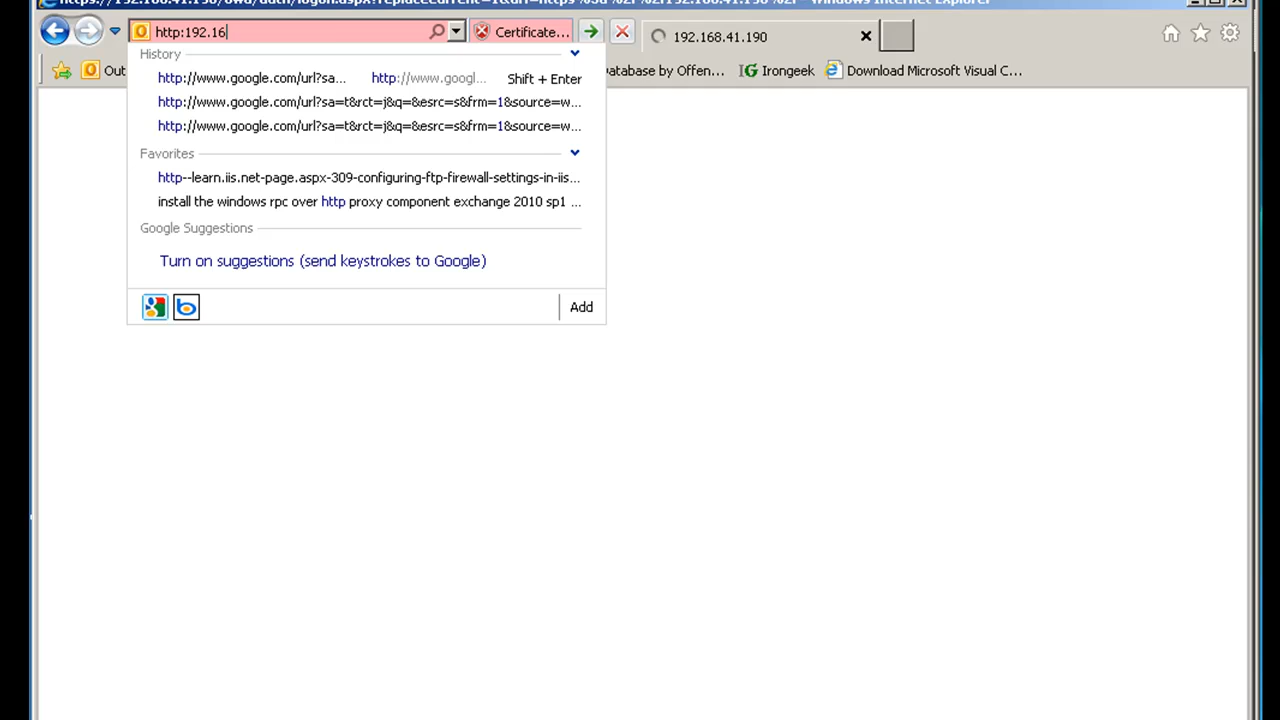 http:192.16
Certificate...
192.168.41.190
Out
atabase by Offen...
Irongeek
Download Microsoft Visual C...
History
http://www.google.com/url?sa... http://www.googl... Shift + Enter
http://www.google.com/url?sa=t&rct=j&q=&esrc=s&frm=1&source=w...
http://www.google.com/url?sa=t&rct=j&q=&esrc=s&frm=1&source=w...
Favorites
http--learn.iis.net-page.aspx-309-configuring-ftp-firewall-settings-in-iis...
install the windows rpc over http proxy component exchange 2010 sp1 ...
Google Suggestions
Turn on suggestions (send keystrokes to Google)
Add